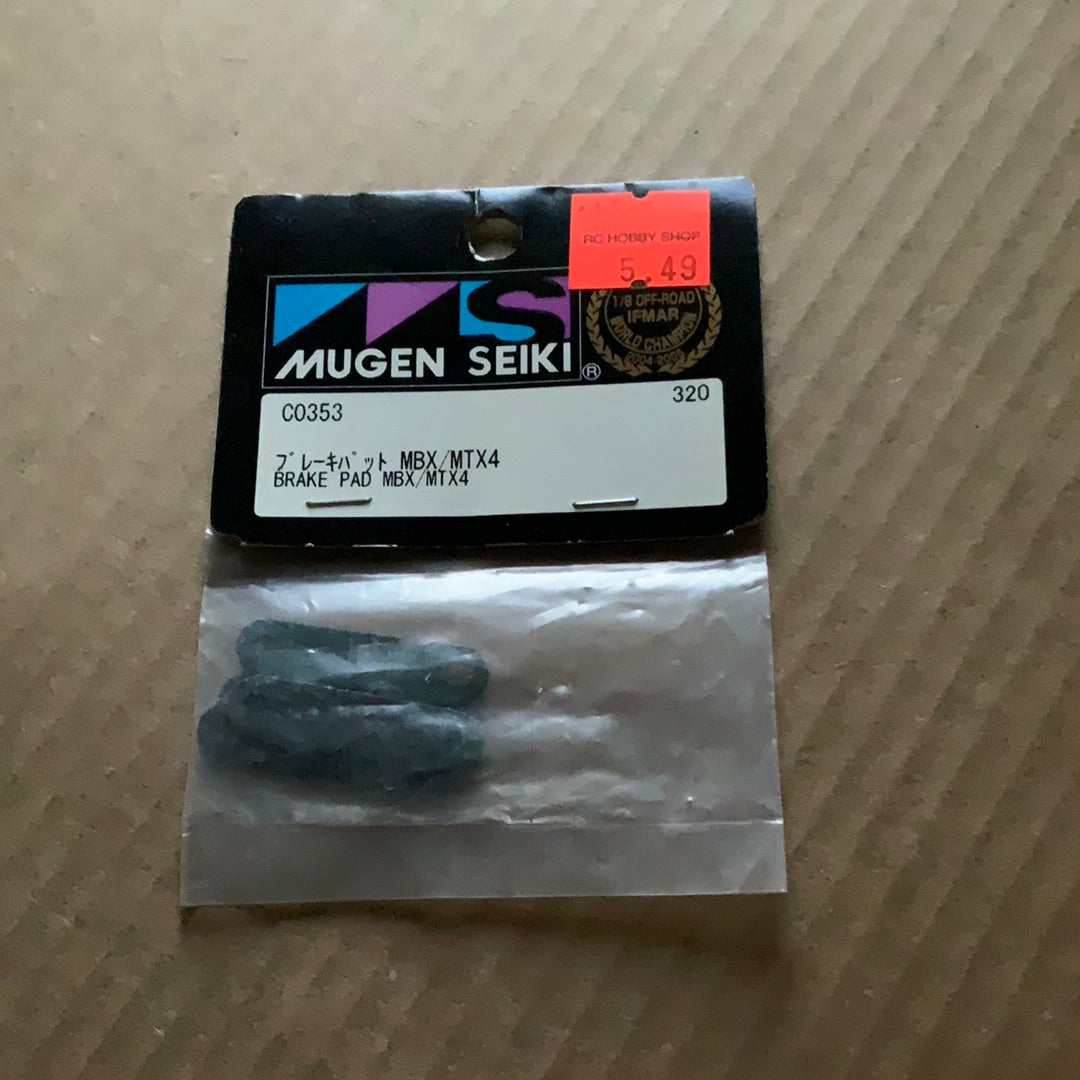 RC HOBBY SHOP
5.49
1/8 OFF-ROAD
IFMAR
WORLD CHAMPION
MUGEN SEIKI®
C0353
320
ブレーキパット MBX/MTX4
BRAKE PAD MBX/MTX4